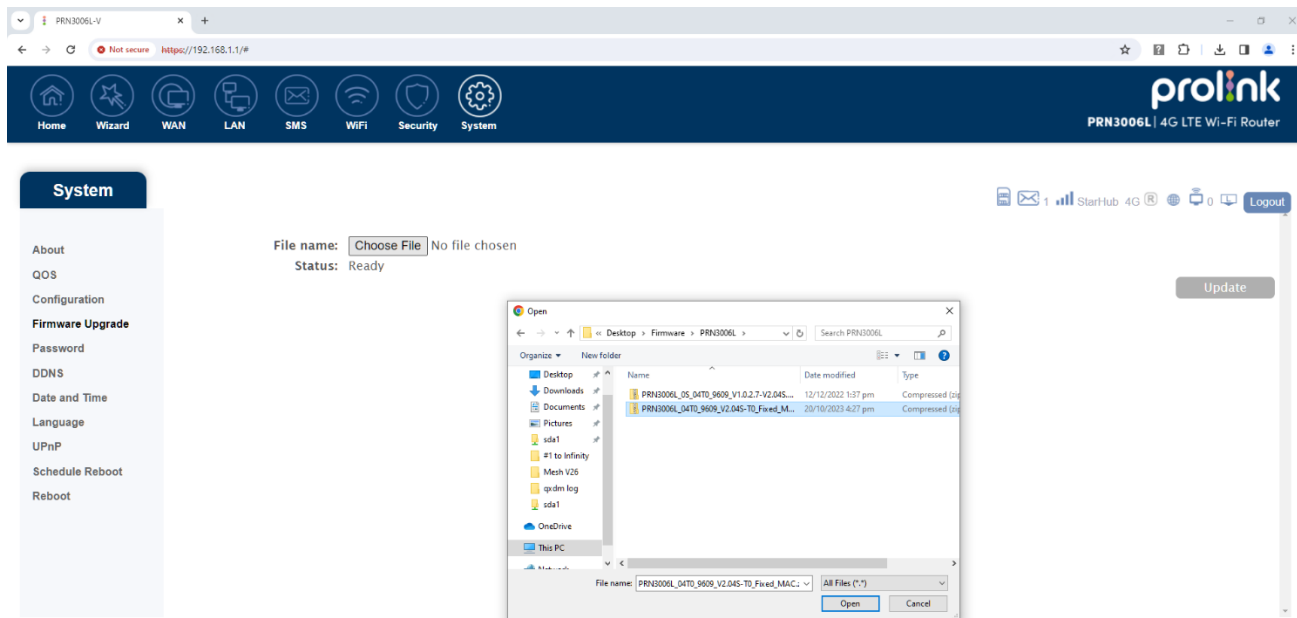 PRN3006L-V
Not secure https://192.168.1.1/#
prolink
Home Wizard WAN LAN SMS WiFi Security System
PRN3006L | 4G LTE Wi-Fi Router
System
1 StarHub 4G R 0 Logout
About
QOS
Configuration
Firmware Upgrade
Password
DDNS
Date and Time
Language
UPnP
Schedule Reboot
Reboot
File name: Choose File No file chosen
Status: Ready
Update
Open
« Desktop > Firmware > PRN3006L > Search PRN3006L
Organize New folder
Desktop
Downloads
Documents
Pictures
sda1
#1 to Infinity
Mesh V26
qxdm log
sda1
OneDrive
This PC
Name Date modified Type
PRN3006L_0S_04T0_9609_V1.0.2.7-V2.04S.... 12/12/2022 1:37 pm Compressed (zip
PRN3006L_04T0_9609_V2.04S-T0_Fixed_M... 20/10/2023 4:27 pm Compressed (zip
File name: PRN3006L_04T0_9609_V2.04S-T0_Fixed_MAC.z All Files (*.*)
Open Cancel